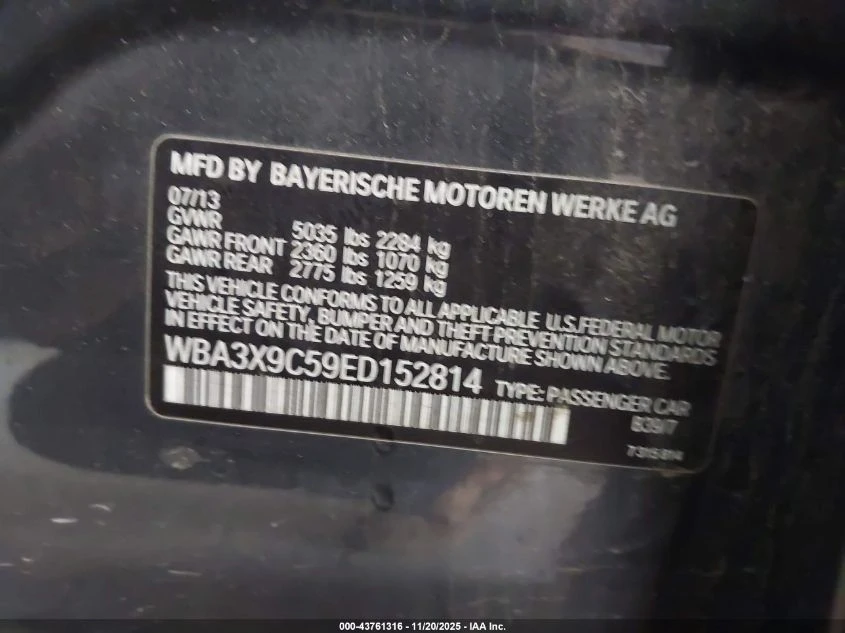 MFD BY BAYERISCHE MOTOREN WERKE AG
07/13
GVWR 5035 lbs 2284 kg
GAWR FRONT 2360 lbs 1070 kg
GAWR REAR 2775 lbs 1259 kg
THIS VEHICLE CONFORMS TO ALL APPLICABLE U.S.FEDERAL MOTOR
VEHICLE SAFETY, BUMPER AND THEFT PREVENTION STANDARDS
IN EFFECT ON THE DATE OF MANUFACTURE SHOWN ABOVE.
WBA3X9C59ED152814 TYPE: PASSENGER CAR
000-43761316 - 11/20/2025 - IAA Inc.